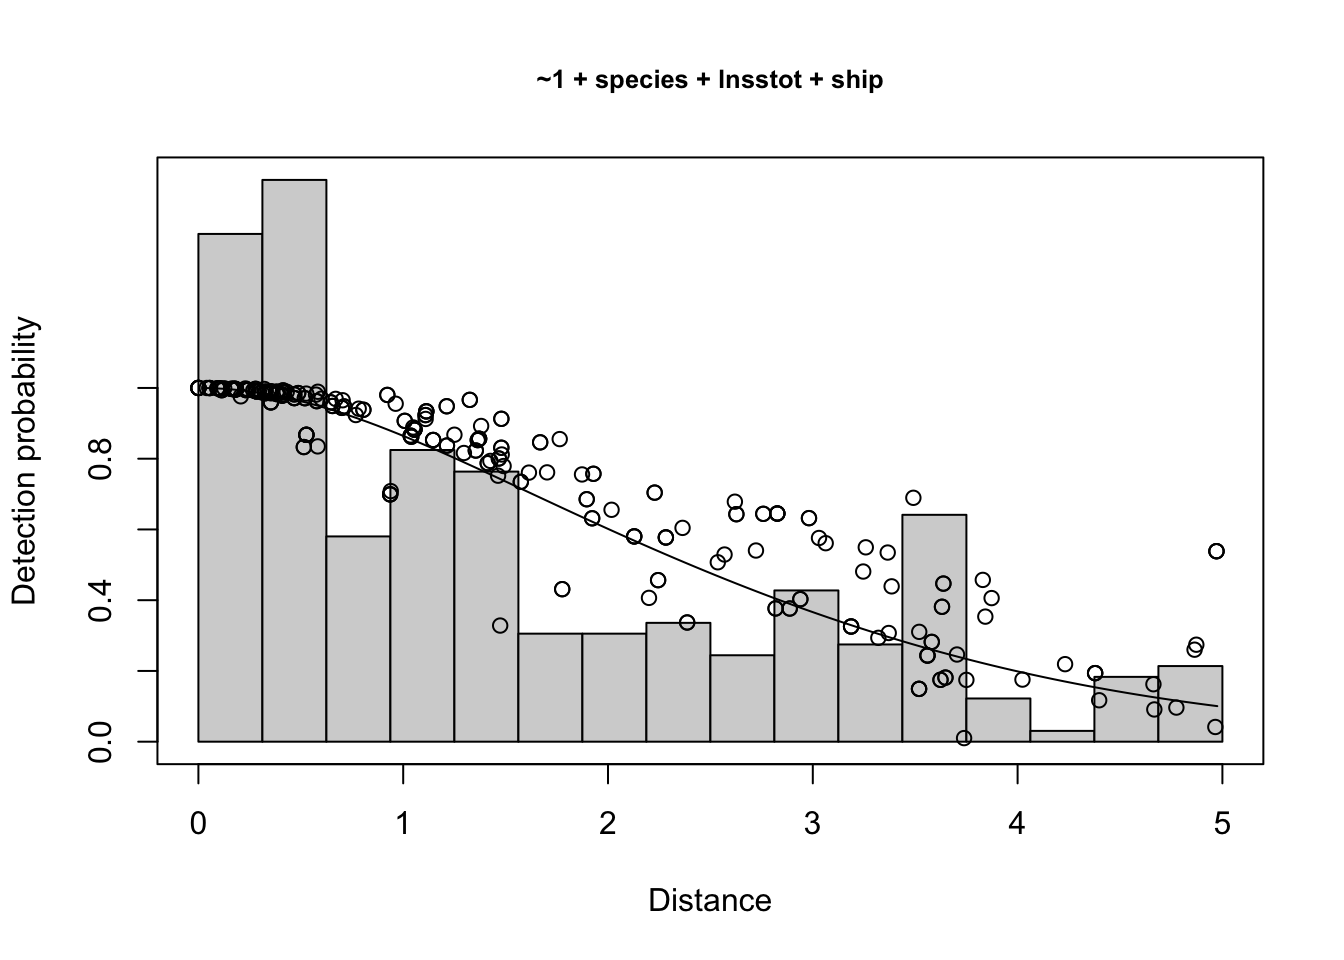 ~1 + species + lnsstot + ship
Detection probability
0.8
0.4
0.0
0 1 2 3 4 5
Distance